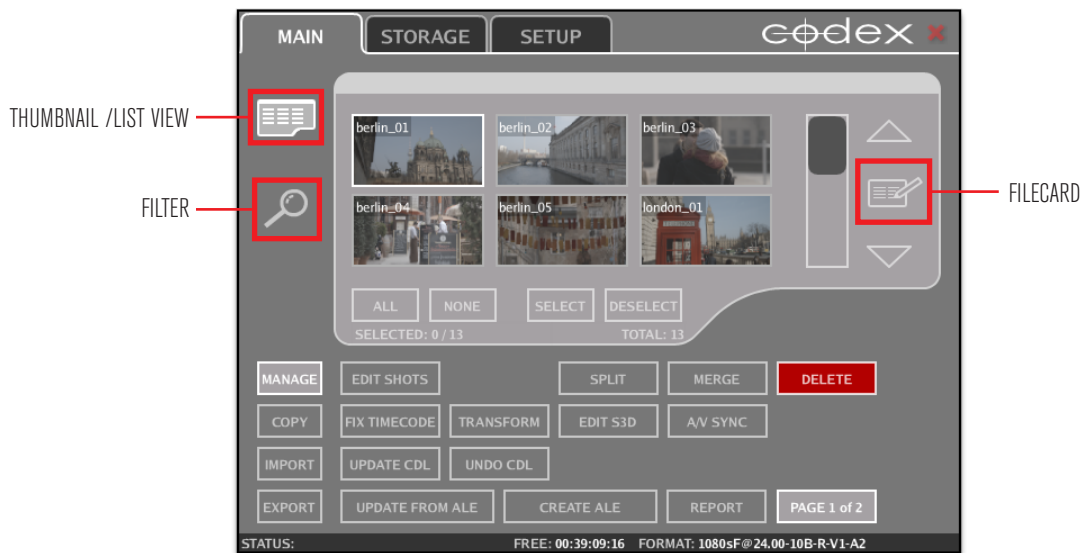 MAIN STORAGE SETUP codex
THUMBNAIL /LIST VIEW
FILTER
FILECARD
berlin_01 berlin_02 berlin_03
berlin_04 berlin_05 london_01
ALL NONE SELECT DESELECT
SELECTED: 0 / 13 TOTAL: 13
MANAGE EDIT SHOTS SPLIT MERGE DELETE
COPY FIX TIMECODE TRANSFORM EDIT S3D A/V SYNC
IMPORT UPDATE CDL UNDO CDL
EXPORT UPDATE FROM ALE CREATE ALE REPORT PAGE 1 of 2
STATUS: FREE: 00:39:09:16 FORMAT: 1080sF@24.00-10B-R-V1-A2